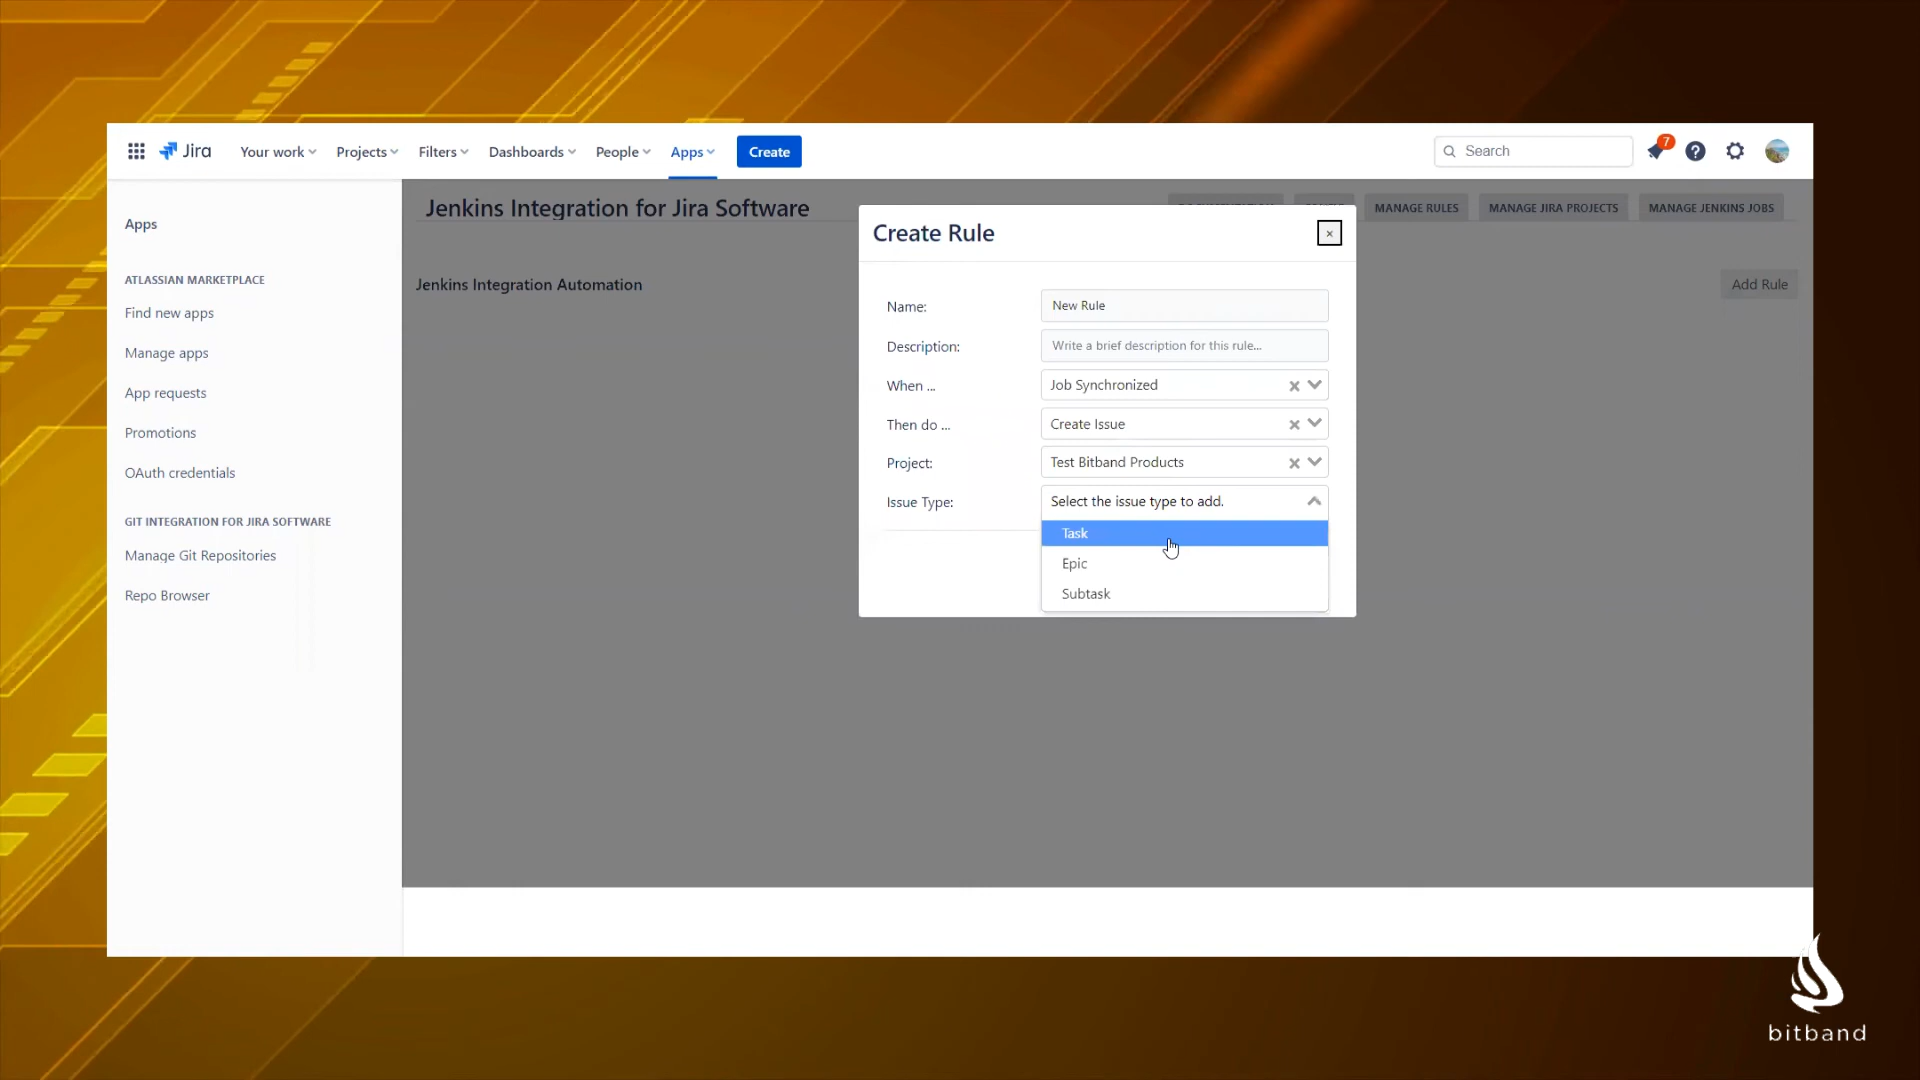 Jira
Your work
Projects
Filters
Dashboards
People
Apps
Create
Search
7
Apps
ATLASSIAN MARKETPLACE
Find new apps
Manage apps
App requests
Promotions
OAuth credentials
GIT INTEGRATION FOR JIRA SOFTWARE
Manage Git Repositories
Repo Browser
Jenkins Integration for Jira Software
MANAGE RULES
MANAGE JIRA PROJECTS
MANAGE JENKINS JOBS
Jenkins Integration Automation
Add Rule
Create Rule
Name:
New Rule
Description:
Write a brief description for this rule...
When ...
Job Synchronized
Then do ...
Create Issue
Project:
Test Bitband Products
Issue Type:
Select the issue type to add.
Task
Epic
Subtask
bitband